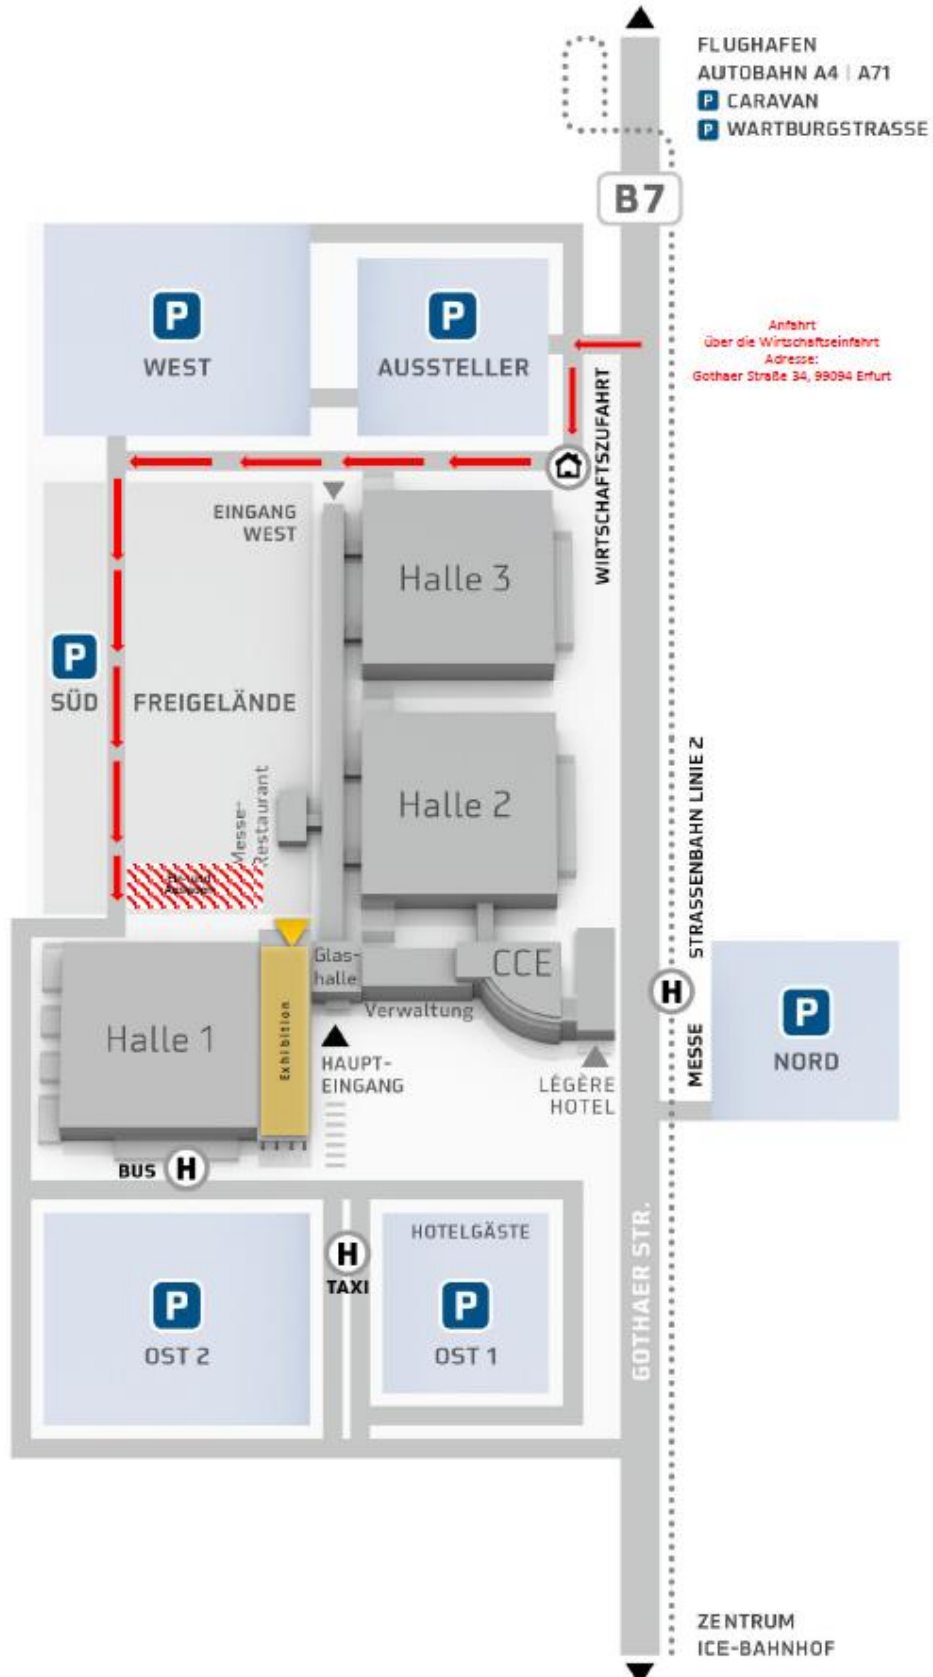 FLUGHAFEN
AUTOBAHN A4 | A71
P CARAVAN
P WARTBURGSTRASSE
B7
P
WEST
P
AUSSTELLER
Anfahrt
über die Wirtschaftseinfahrt
Adresse:
Gothaer Straße 34, 99094 Erfurt
WIRTSCHAFTSZUFAHRT
EINGANG
WEST
Halle 3
P
SÜD
FREIGELÄNDE
Messe-
Restaurant
Halle 2
STRASSENBAHN LINIE 2
Glas-
halle
CCE
Verwaltung
H
MESSE
P
NORD
Halle 1
Exhibition
HAUPT-
EINGANG
LÉGÈRE
HOTEL
BUS H
HOTELGÄSTE
H
TAXI
P
OST 2
P
OST 1
GOTHAER STR.
ZENTRUM
ICE-BAHNHOF